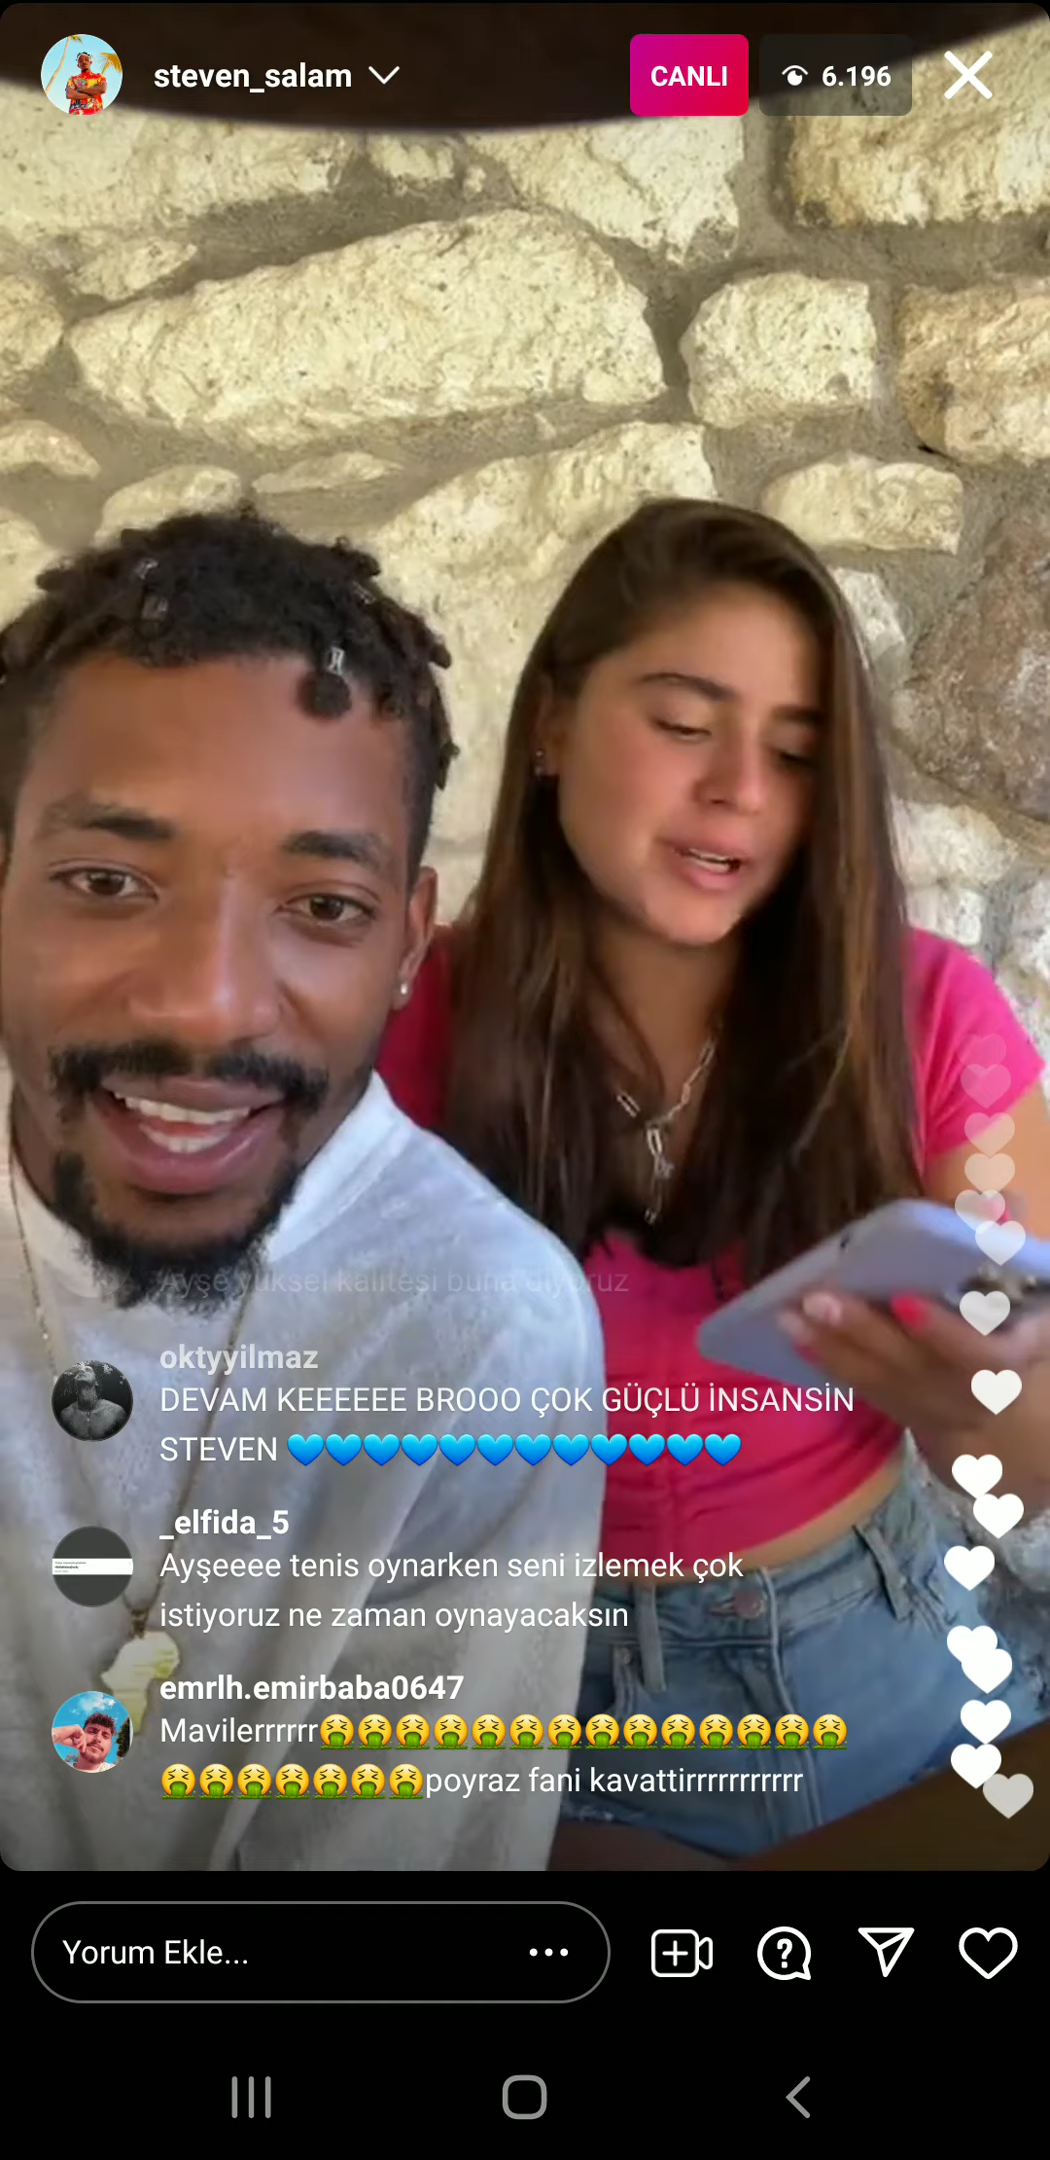 steven_salam
CANLI
6.196
Ayşe yüksel kalitesi buna diyoruz
oktyyilmaz
DEVAM KEEEEEE BROOO ÇOK GÜÇLÜ İNSANSİN
STEVEN 💙💙💙💙💙💙💙💙💙💙💙💙
_elfida_5
Ayşeeee tenis oynarken seni izlemek çok
istiyoruz ne zaman oynayacaksın
emrlh.emirbaba0647
Mavilerrrrrr🤮🤮🤮🤮🤮🤮🤮🤮🤮🤮🤮🤮🤮🤮
🤮🤮🤮🤮🤮🤮🤮poyraz fani kavattirrrrrrrrrrr
Yorum Ekle...